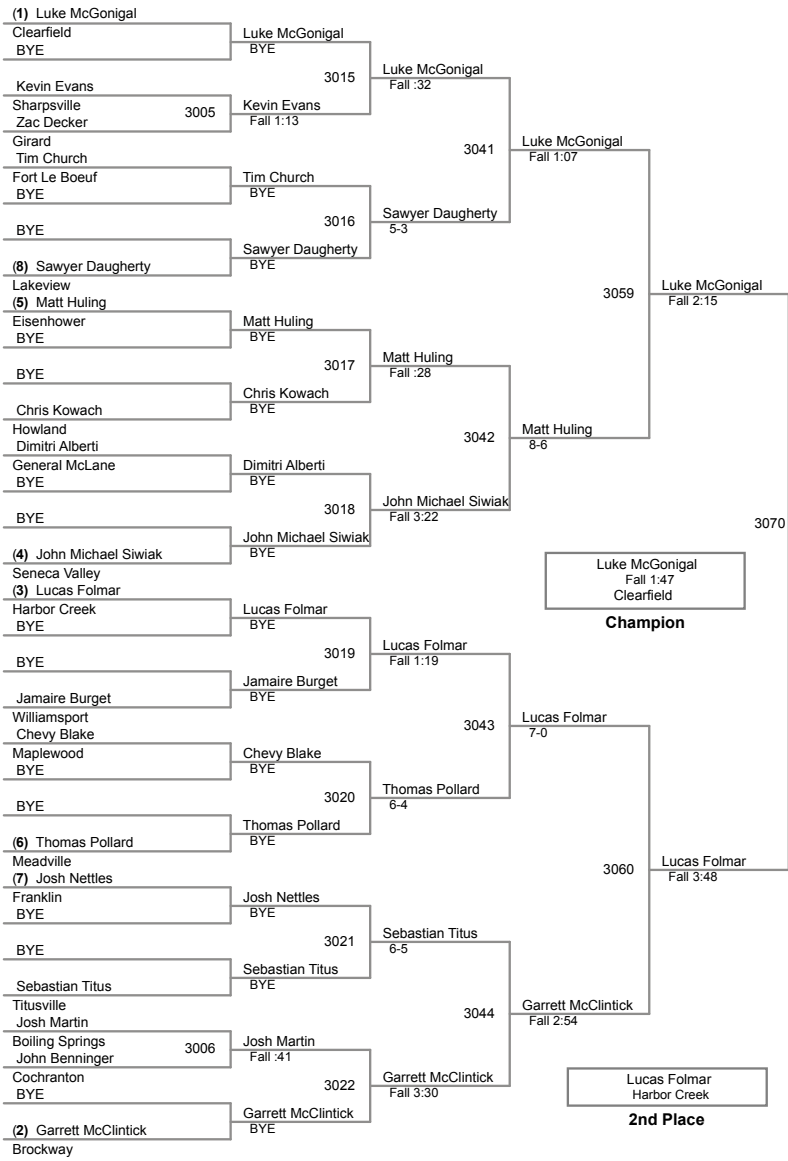 (1) Luke McGonigal
Clearfield
BYE
Kevin Evans
Sharpsville
Zac Decker
Girard
Tim Church
Fort Le Boeuf
BYE
BYE
(8) Sawyer Daugherty
Lakeview
(5) Matt Huling
Eisenhower
BYE
BYE
Chris Kowach
Howland
Dimitri Alberti
General McLane
BYE
BYE
(4) John Michael Siwiak
Seneca Valley
(3) Lucas Folmar
Harbor Creek
BYE
BYE
Jamaire Burget
Williamsport
Chevy Blake
Maplewood
BYE
BYE
(6) Thomas Pollard
Meadville
(7) Josh Nettles
Franklin
BYE
BYE
Sebastian Titus
Titusville
Josh Martin
Boiling Springs
John Benninger
Cochranton
BYE
(2) Garrett McClintick
Brockway
3005
3006
Luke McGonigal
BYE
Kevin Evans
Fall 1:13
Tim Church
BYE
Sawyer Daugherty
BYE
Matt Huling
BYE
Chris Kowach
BYE
Dimitri Alberti
BYE
John Michael Siwiak
BYE
Lucas Folmar
BYE
Jamaire Burget
BYE
Chevy Blake
BYE
Thomas Pollard
BYE
Josh Nettles
BYE
Sebastian Titus
BYE
Josh Martin
Fall :41
Garrett McClintick
BYE
3015
3016
3017
3018
3019
3020
3021
3022
Luke McGonigal
Fall :32
Sawyer Daugherty
5-3
Matt Huling
Fall :28
John Michael Siwiak
Fall 3:22
Lucas Folmar
Fall 1:19
Thomas Pollard
6-4
Sebastian Titus
6-5
Garrett McClintick
Fall 3:30
3041
3042
3043
3044
Luke McGonigal
Fall 1:07
Matt Huling
8-6
Lucas Folmar
7-0
Garrett McClintick
Fall 2:54
3059
3060
Luke McGonigal
Fall 2:15
Lucas Folmar
Fall 3:48
3070
Luke McGonigal
Fall 1:47
Clearfield
Champion
Lucas Folmar
Harbor Creek
2nd Place